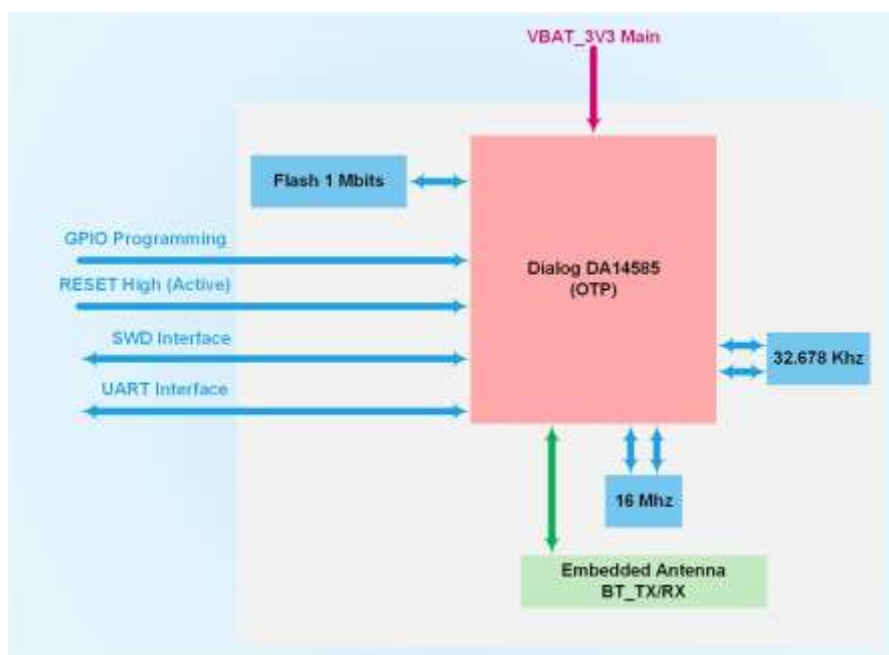 VBAT_3V3 Main
Flash 1 Mbits
GPIO Programming
RESET High (Active)
SWD Interface
UART Interface
Dialog DA14585
(OTP)
32.678 Khz
16 Mhz
Embedded Antenna
BT_TX/RX